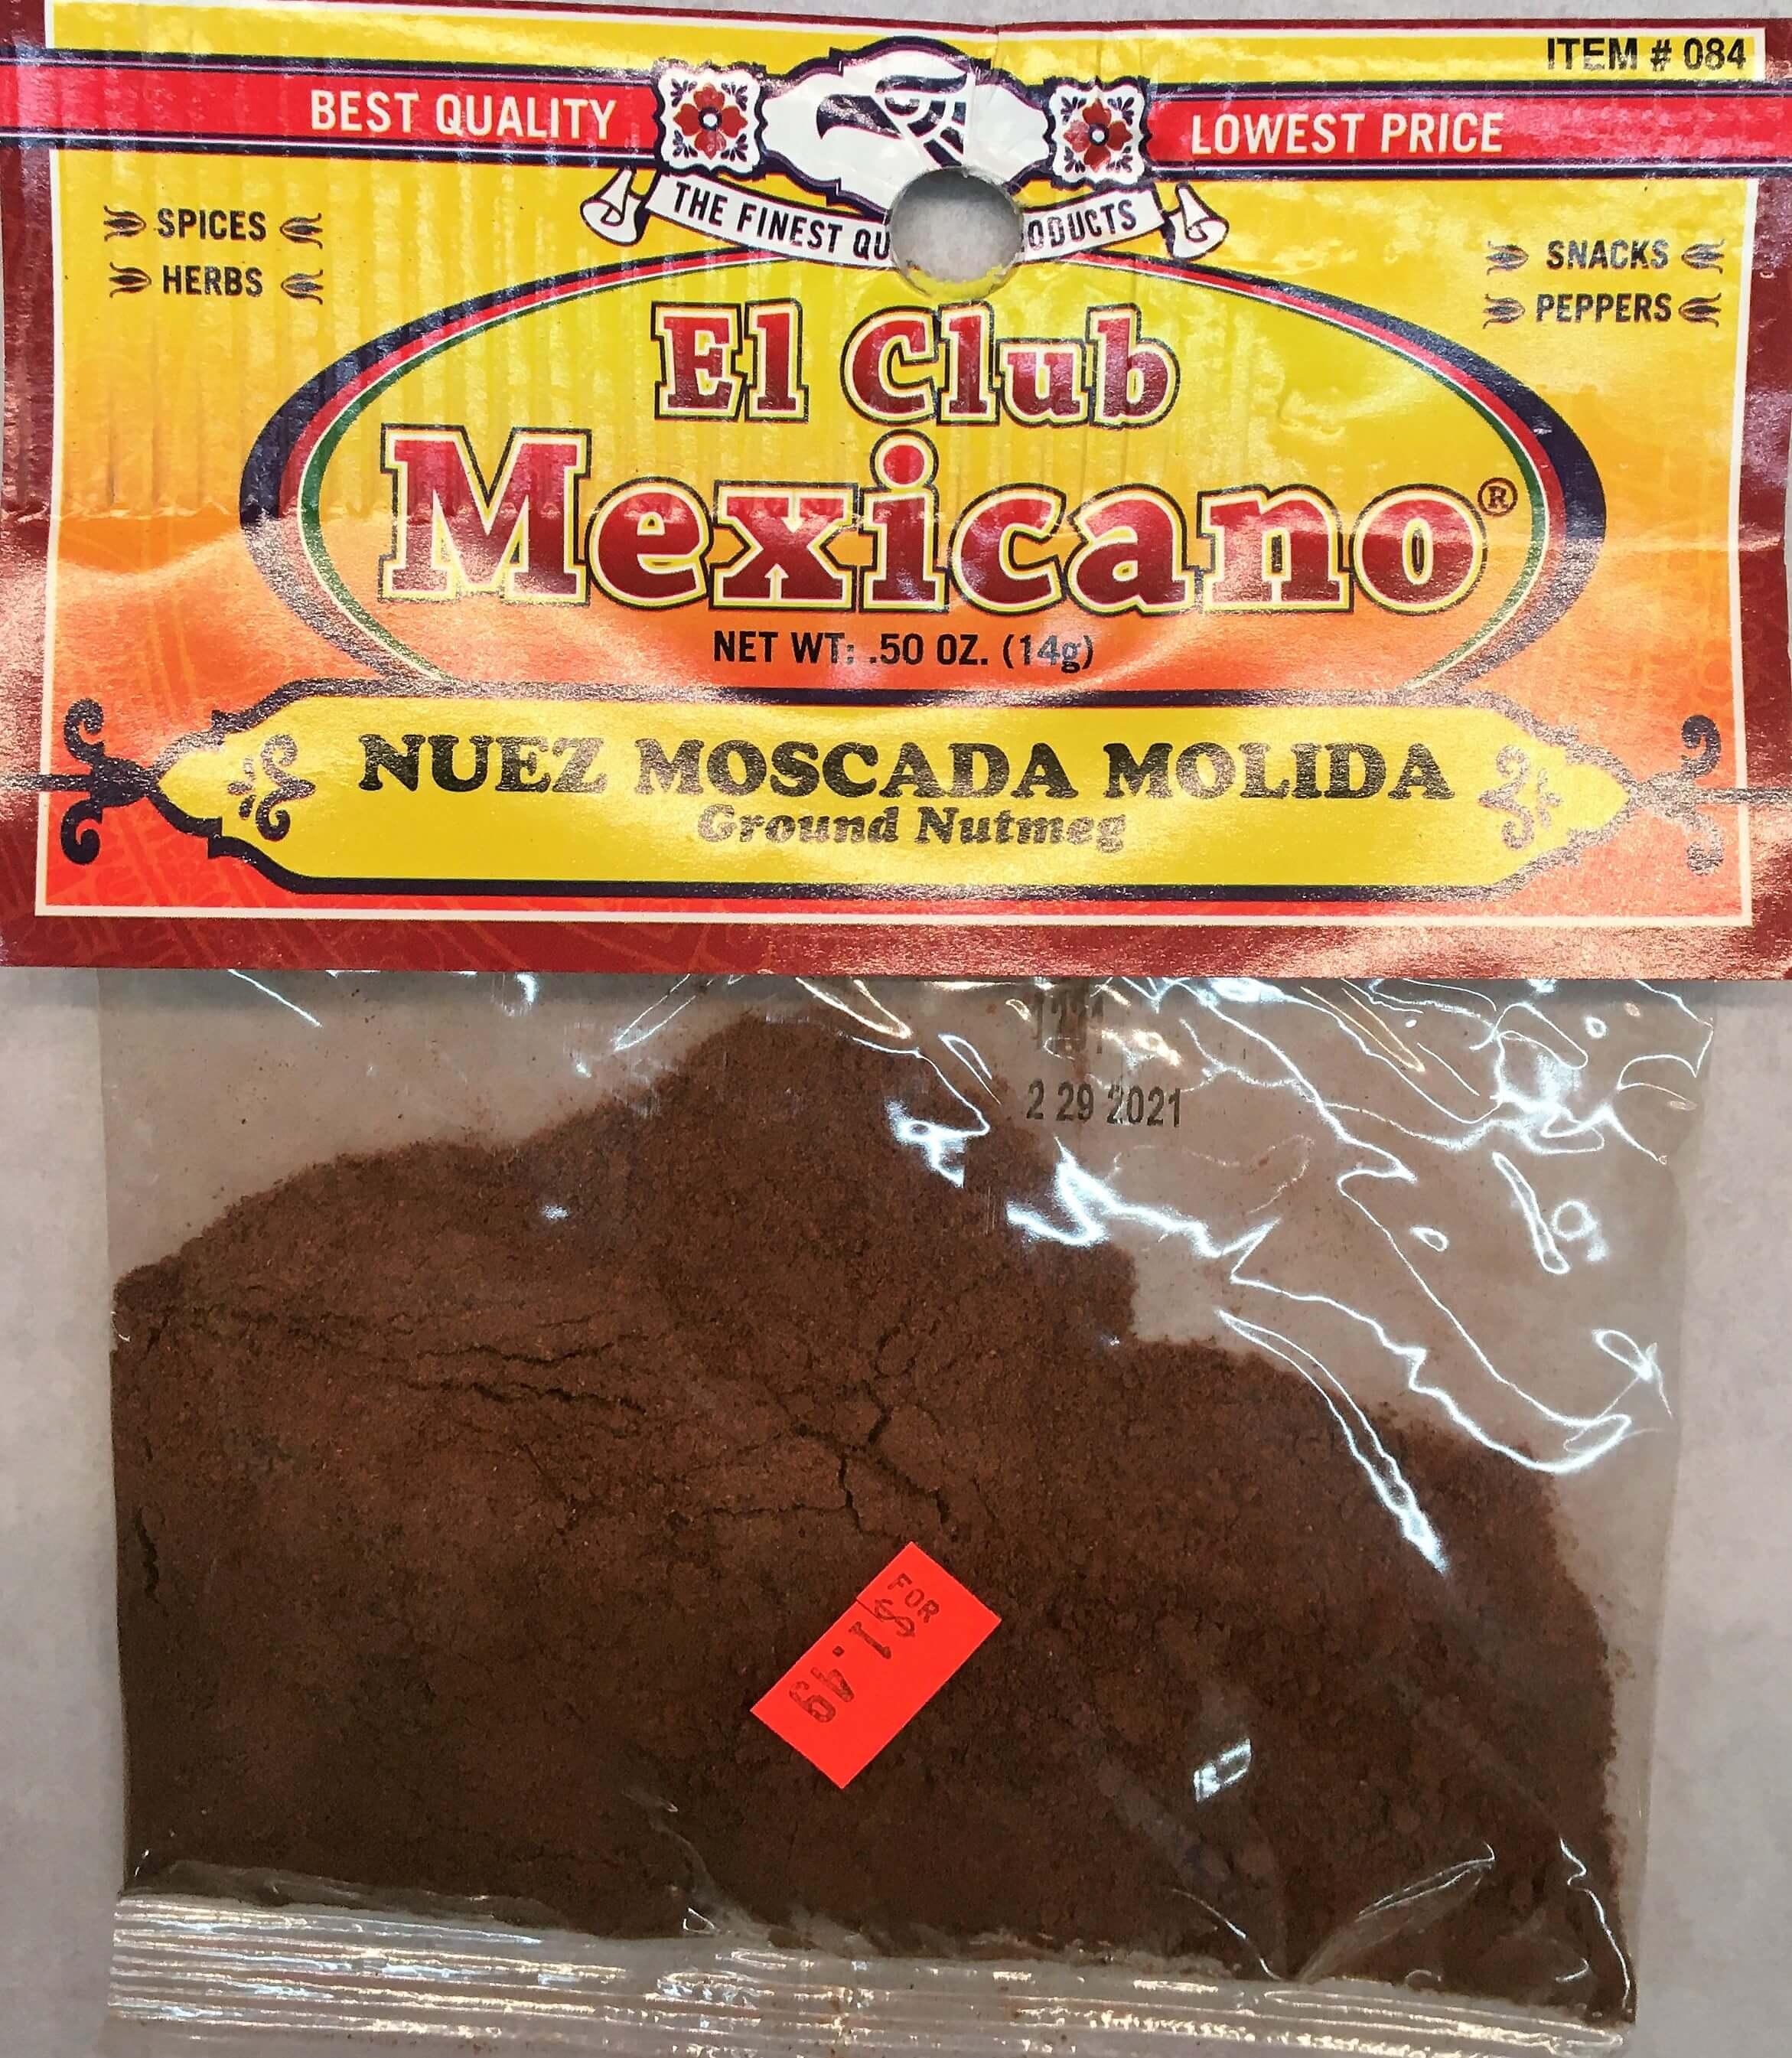 ITEM # 084
BEST QUALITY
LOWEST PRICE
THE FINEST QU ODUCTS
SPICES
HERBS
SNACKS
PEPPERS
El Club
Mexicano®
NET WT: .50 OZ. (14g)
NUEZ MOSCADA MOLIDA
Ground Nutmeg
2 29 2021
FOR
$1.49